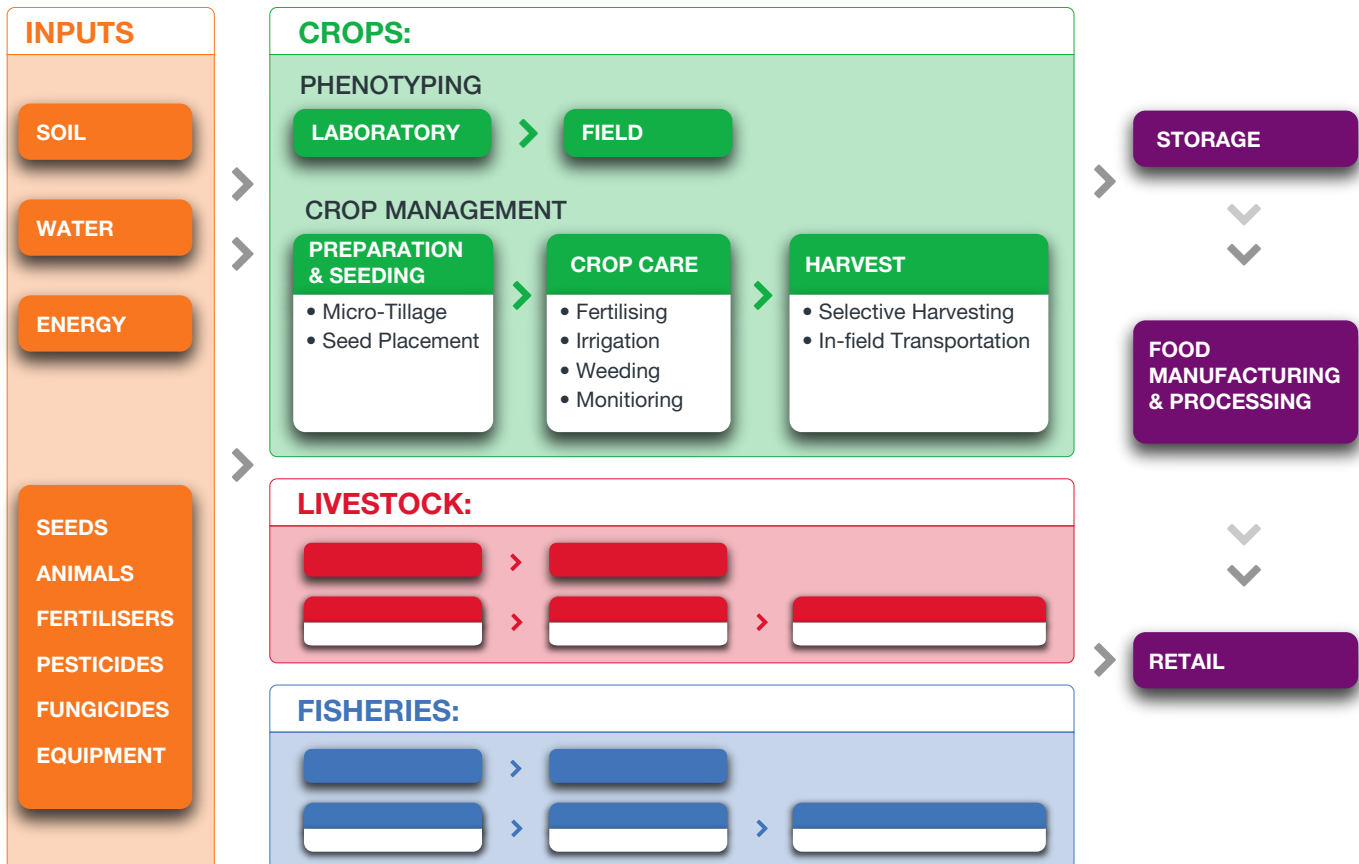 INPUTS
SOIL
WATER
ENERGY
SEEDS
ANIMALS
FERTILISERS
PESTICIDES
FUNGICIDES
EQUIPMENT
CROPS:
PHENOTYPING
LABORATORY
FIELD
CROP MANAGEMENT
PREPARATION
& SEEDING
• Micro-Tillage
• Seed Placement
CROP CARE
• Fertilising
• Irrigation
• Weeding
• Monitioring
HARVEST
• Selective Harvesting
• In-field Transportation
LIVESTOCK:
FISHERIES:
STORAGE
FOOD
MANUFACTURING
& PROCESSING
RETAIL